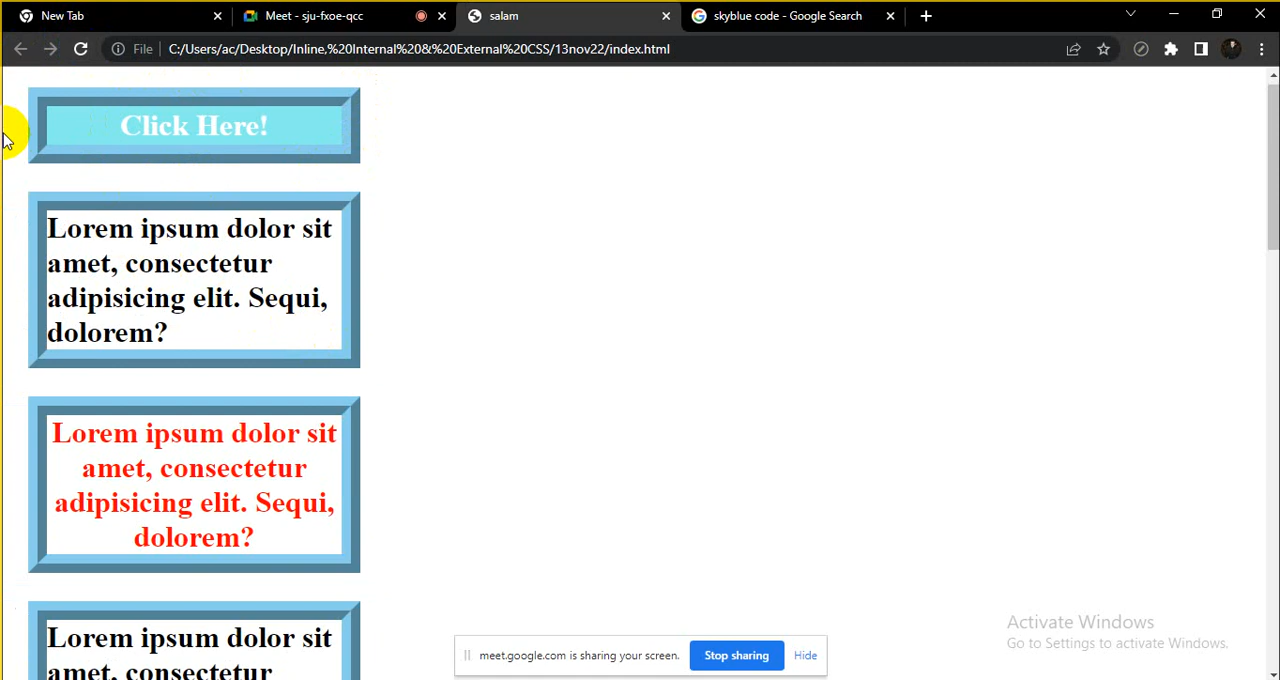 New Tab
Meet - sju-fxoe-qcc
salam
skyblue code - Google Search
File
C:/Users/ac/Desktop/Inline,%20Internal%20&%20External%20CSS/13nov22/index.html
Click Here!
Lorem ipsum dolor sit
amet, consectetur
adipisicing elit. Sequi,
dolorem?
Lorem ipsum dolor sit
amet, consectetur
adipisicing elit. Sequi,
dolorem?
Lorem ipsum dolor sit
amet, consectetur
Activate Windows
Go to Settings to activate Windows.
meet.google.com is sharing your screen.
Stop sharing
Hide